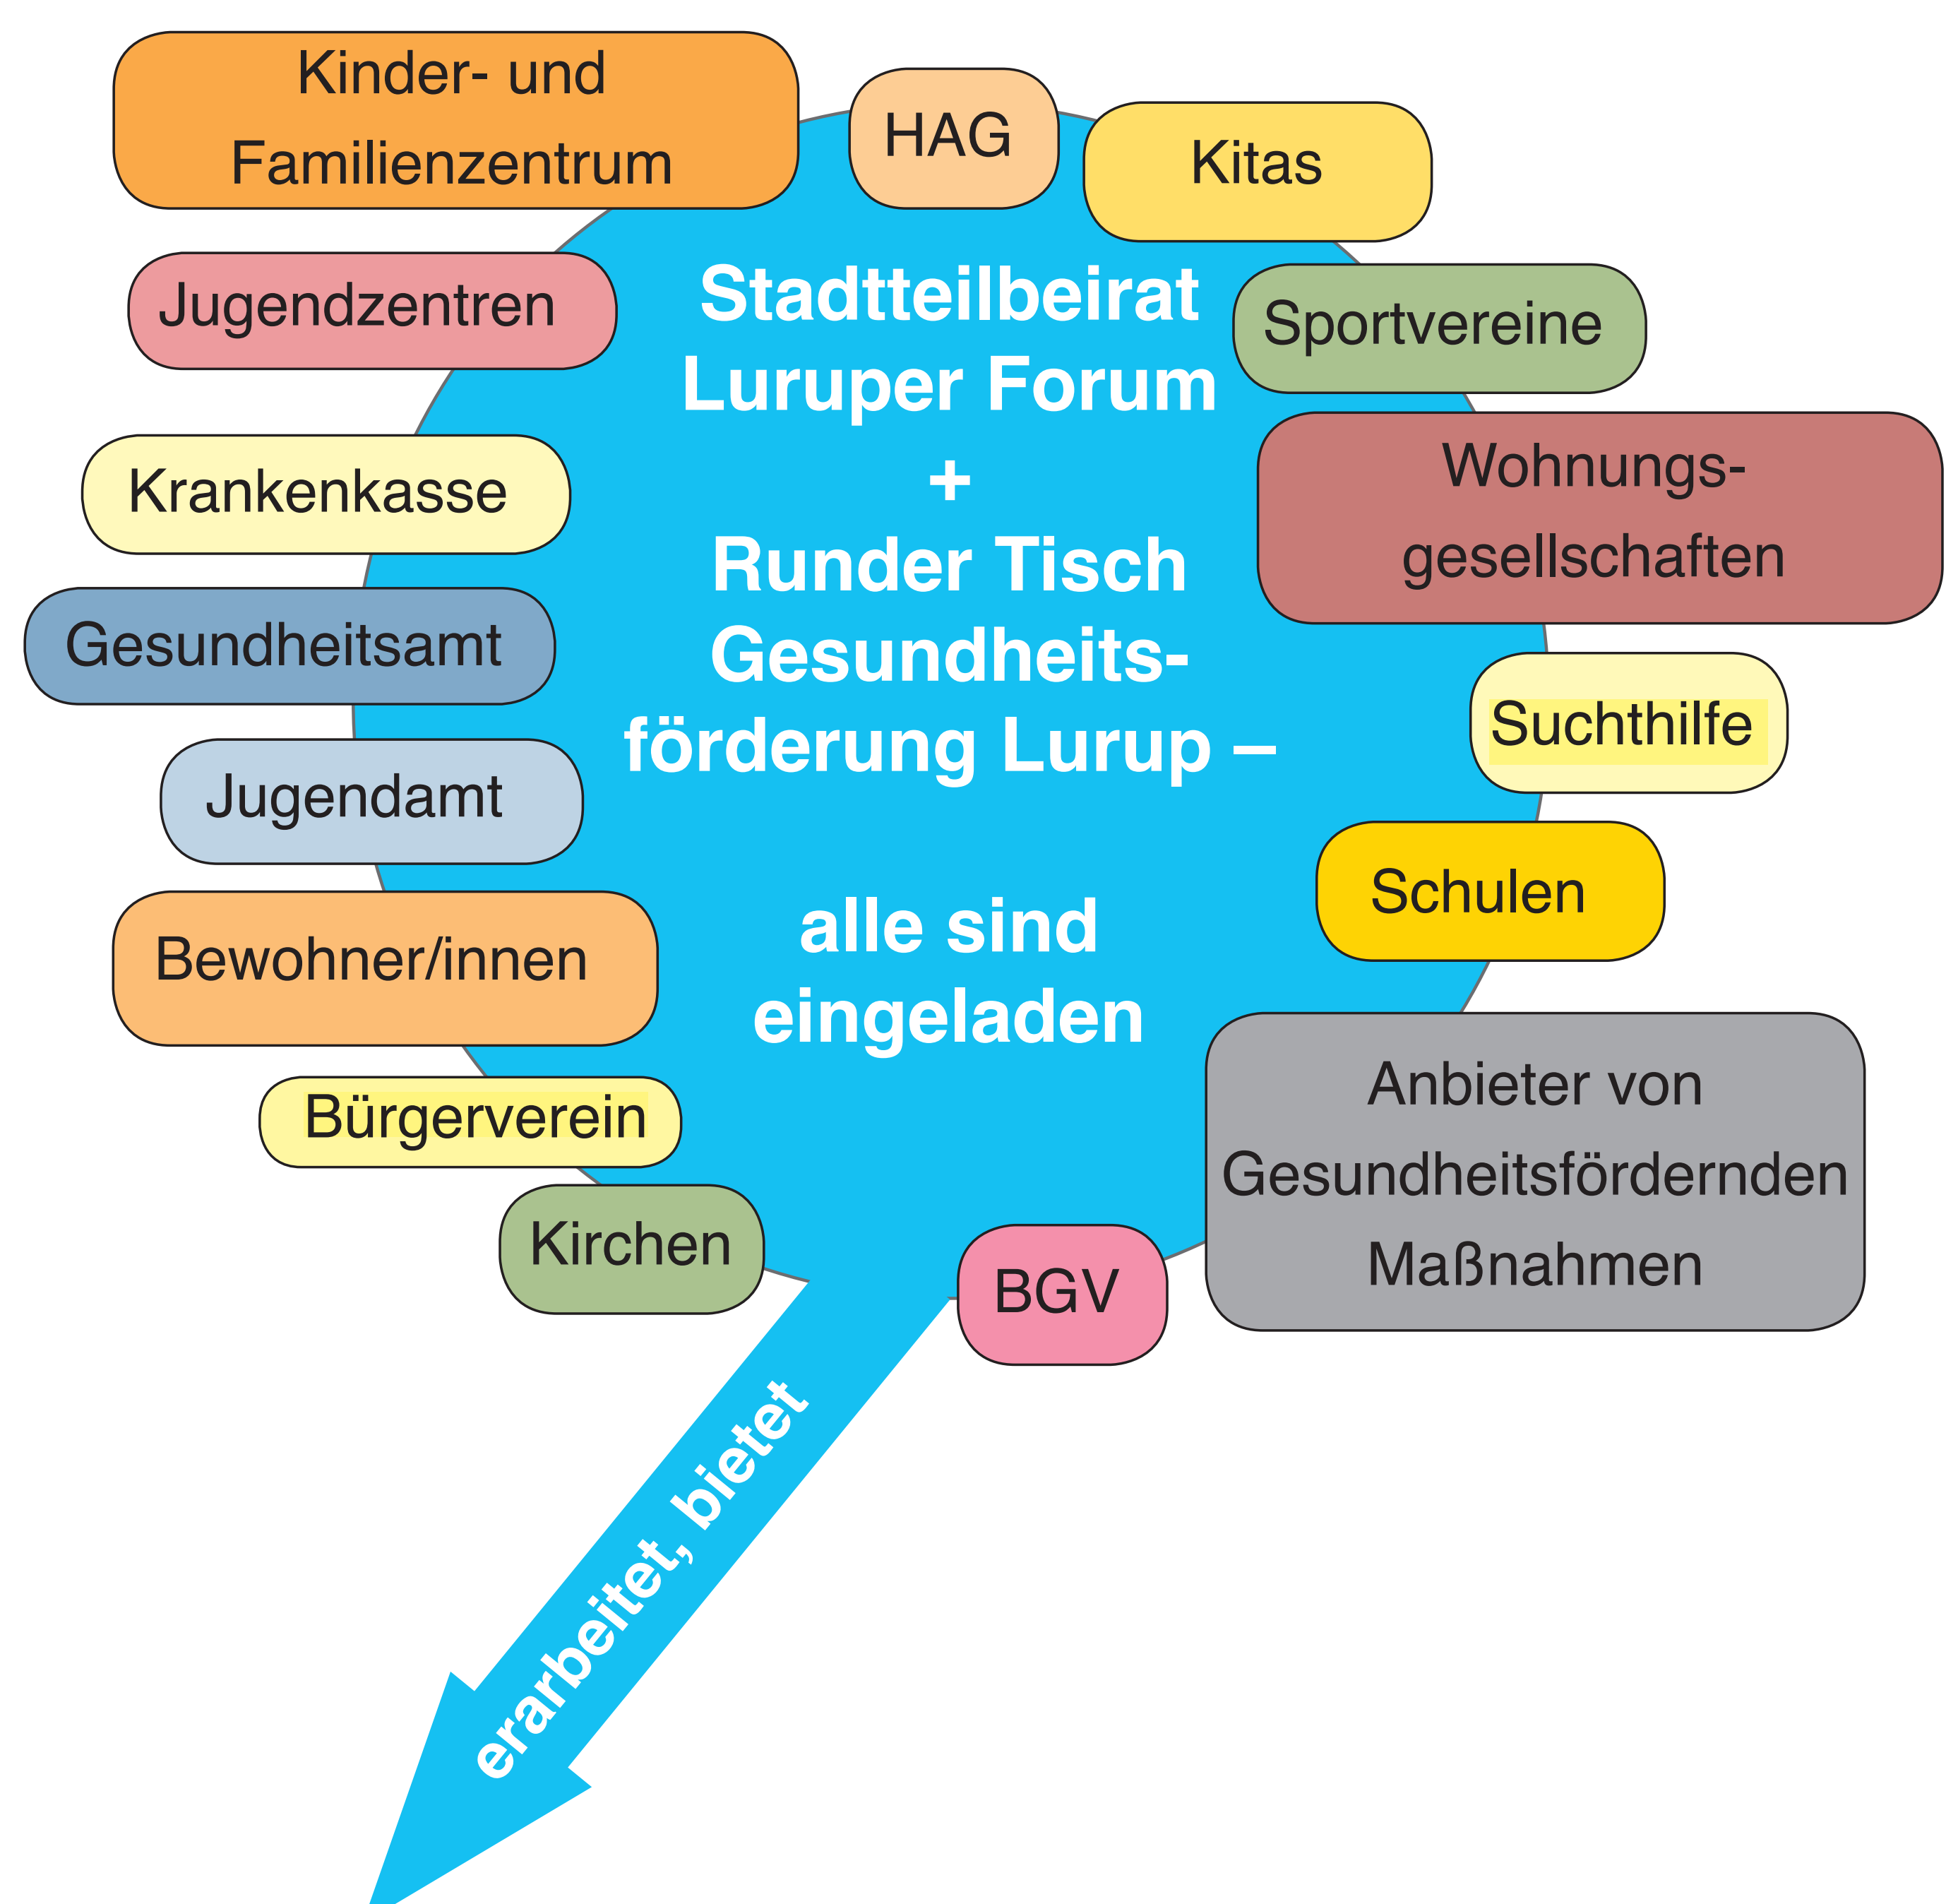 Kinder- und
Familienzentrum
HAG
Kitas
Jugendzentren
Sportvereine
Krankenkasse
Wohnungs-
gesellschaften
Gesundheitsamt
Suchthilfe
Jugendamt
Schulen
Bewohner/innen
Bürgerverein
Anbieter von
Gesundheitsfördernden
Maßnahmen
Kirchen
BGV
Stadtteilbeirat
Luruper Forum
+
Runder Tisch
Gesundheits-
förderung Lurup –
alle sind
eingeladen
erarbeitet, bietet